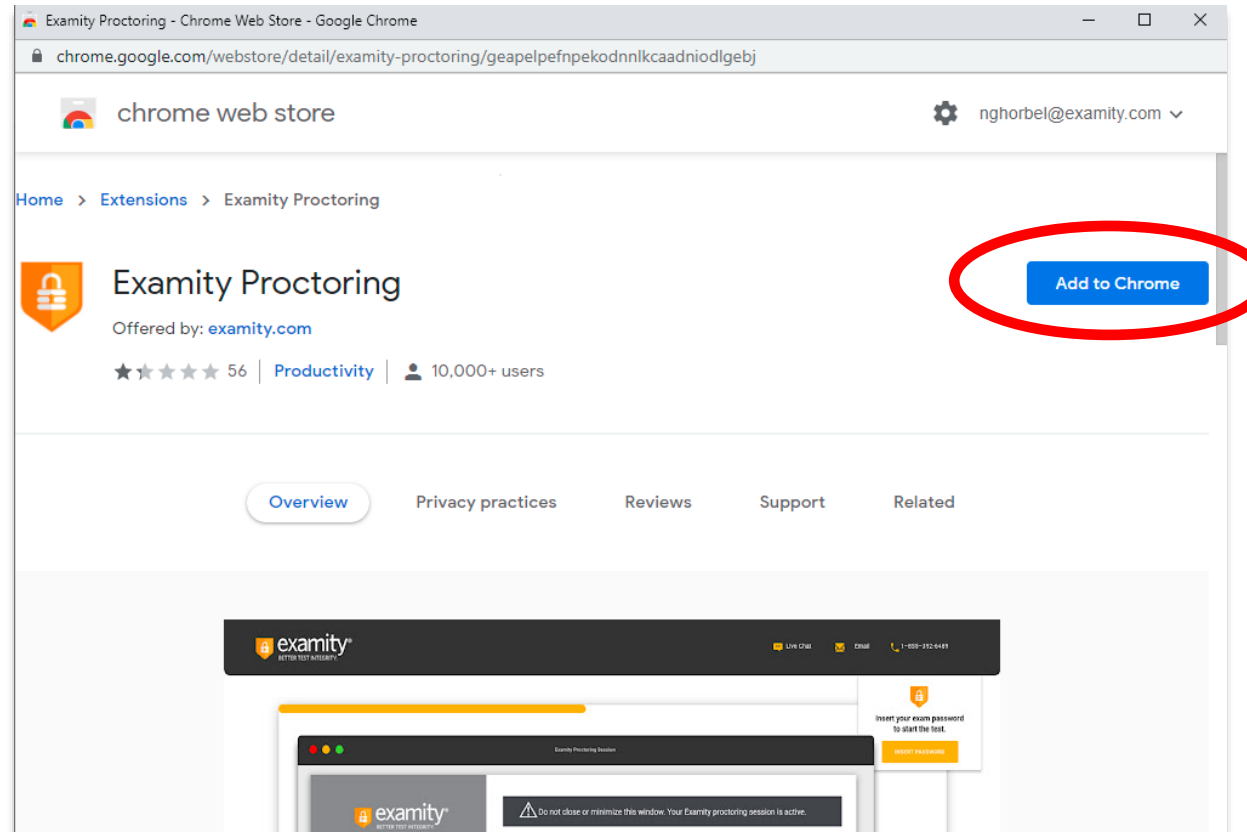 Examity Proctoring - Chrome Web Store - Google Chrome
chrome.google.com/webstore/detail/examity-proctoring/geapelpefnpekodnnlkcaadniodlgebj
chrome web store
nghorbel@examity.com
Home > Extensions > Examity Proctoring
Examity Proctoring
Add to Chrome
Offered by: examity.com
56 | Productivity | 10,000+ users
Overview Privacy practices Reviews Support Related
examity®
BETTER TEST INTEGRITY.
Live Chat Email
Insert your exam password
to start the test.
INSERT PASSWORD
Examity Proctoring Session
examity®
BETTER TEST INTEGRITY
Do not close or minimize this window. Your Examity proctoring session is active.